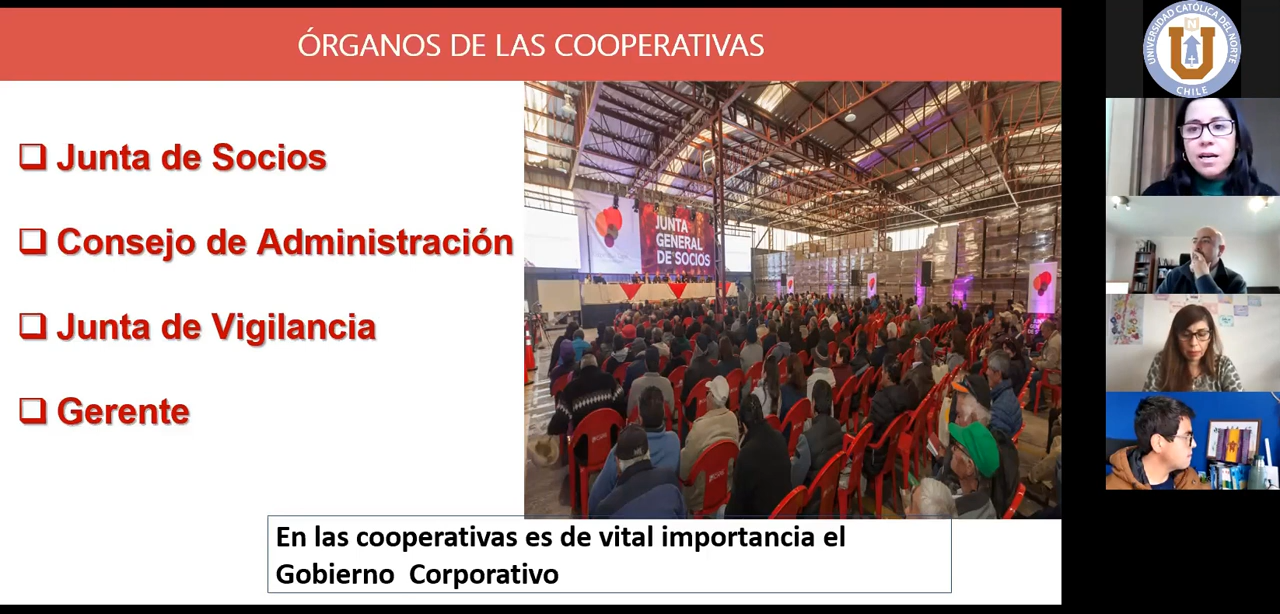 ÓRGANOS DE LAS COOPERATIVAS
Junta de Socios
Consejo de Administración
Junta de Vigilancia
Gerente
JUNTA
GENERAL
DE SOCIOS
En las cooperativas es de vital importancia el
Gobierno Corporativo
UNIVERSIDAD CATÓLICA DEL NORTE
N
U
CHILE